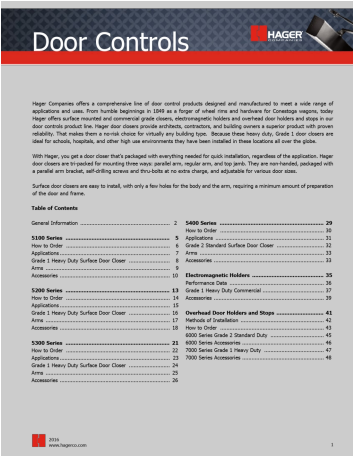 Door Controls
HAGER
COMPANIES
Hager Companies offers a comprehensive line of door control products designed and manufactured to meet a wide range of
applications and uses. From humble beginnings in 1849 as a forger of wheel rims and hardware for Conestoga wagons, today
Hager offers surface mounted and commercial grade closers, electromagnetic holders and overhead door holders and stops in our
door controls product line. Hager door closers provide architects, contractors, and building owners a superior product with proven
reliability. That makes them a no-risk choice for virtually any building type. Because these heavy duty, Grade 1 door closers are
ideal for schools, hospitals, and other high use environments they have been installed in these locations all over the globe.
With Hager, you get a door closer that's packaged with everything needed for quick installation, regardless of the application. Hager
door closers are tri-packed for mounting three ways: parallel arm, regular arm, and top jamb. They are non-handed, packaged with
a parallel arm bracket, self-drilling screws and thru-bolts at no extra charge, and adjustable for various door sizes.
Surface door closures are easy to install, with only a few holes for the body and the arm, requiring a minimum amount of preparation
of the door and frame.
Table of Contents
General Information 2
5100 Series 5
How to Order 6
Applications 7
Grade 1 Heavy Duty Surface Door Closer 8
Arms 9
Accessories 10
5200 Series 13
How to Order 14
Applications 15
Grade 1 Heavy Duty Surface Door Closer 16
Arms 17
Accessories 18
5300 Series 21
How to Order 22
Applications 23
Grade 1 Heavy Duty Surface Door Closer 24
Arms 25
Accessories 26
5400 Series 29
How to Order 30
Applications 31
Grade 2 Standard Surface Door Closer 32
Arms 33
Accessories 33
Electromagnetic Holders 35
Performance Data 36
Grade 1 Heavy Duty Commercial 37
Accessories 39
Overhead Door Holders and Stops 41
Methods of Installation 42
How to Order 43
6000 Series Grade 2 Standard Duty 45
6000 Series Accessories 46
7000 Series Grade 1 Heavy Duty 47
7000 Series Accessories 48
2016
www.hagerco.com
1